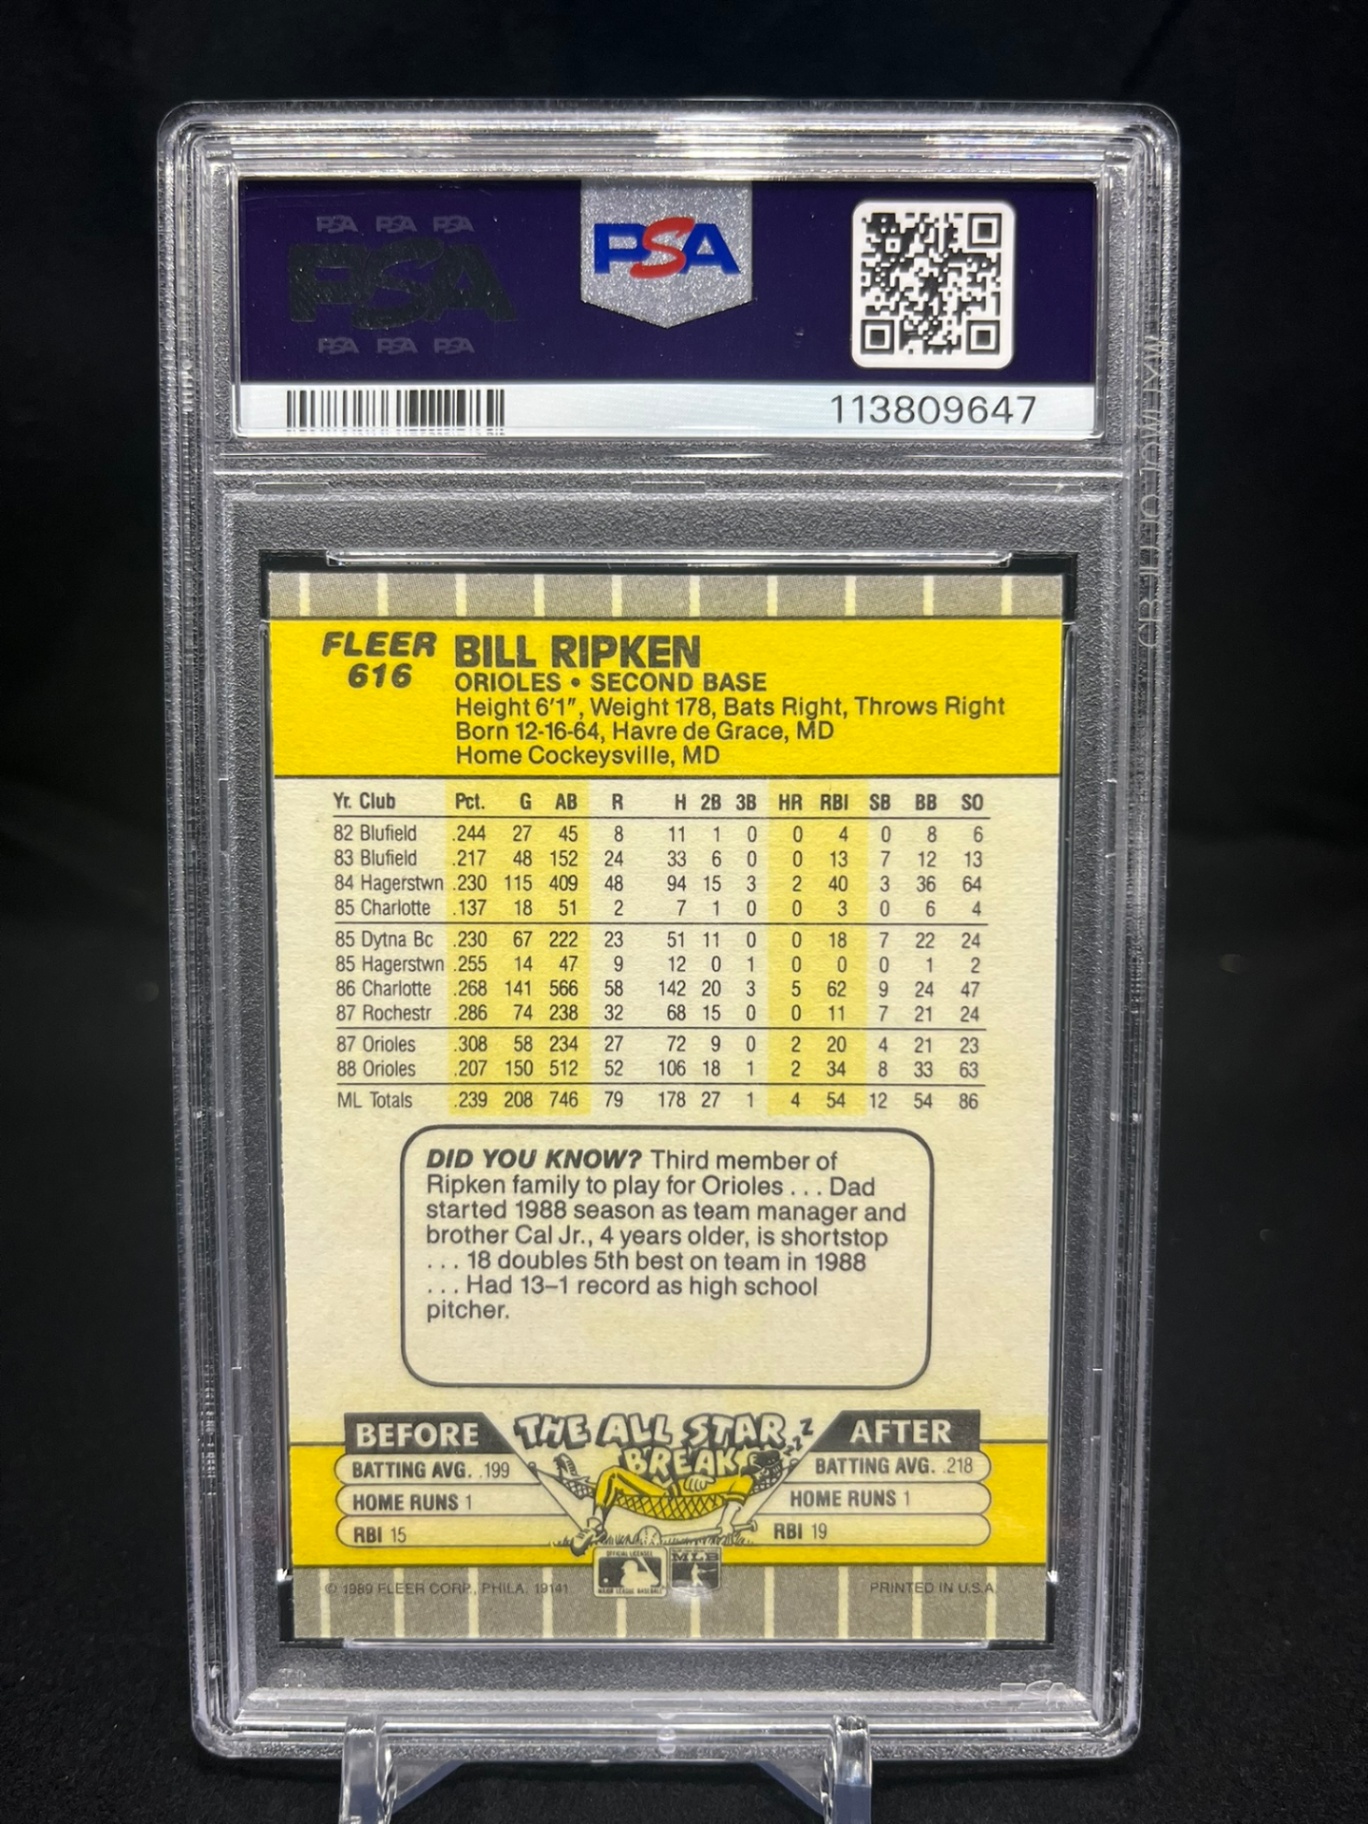 PSA PSA PSA
PSA
PSA PSA PSA
PSA
113809647
FLEER
616
BILL RIPKEN
ORIOLES • SECOND BASE
Height 6'1", Weight 178, Bats Right, Throws Right
Born 12-16-64, Havre de Grace, MD
Home Cockeysville, MD
Yr. Club Pct. G AB R H 2B 3B HR RBI SB BB SO
82 Blufield .244 27 45 8 11 1 0 0 4 0 8 6
83 Blufield .217 48 152 24 33 6 0 0 13 7 12 13
84 Hagerstwn .230 115 409 48 94 15 3 2 40 3 36 64
85 Charlotte .137 18 51 2 7 1 0 0 3 0 6 4
85 Dytna Bc .230 67 222 23 51 11 0 0 18 7 22 24
85 Hagerstwn .255 14 47 9 12 0 1 0 0 0 1 2
86 Charlotte .268 141 566 58 142 20 3 5 62 9 24 47
87 Rochestr .286 74 238 32 68 15 0 0 11 7 21 24
87 Orioles .308 58 234 27 72 9 0 2 20 4 21 23
88 Orioles .207 150 512 52 106 18 1 2 34 8 33 63
ML Totals .239 208 746 79 178 27 1 4 54 12 54 86
DID YOU KNOW? Third member of
Ripken family to play for Orioles . . . Dad
started 1988 season as team manager and
brother Cal Jr., 4 years older, is shortstop
. . . 18 doubles 5th best on team in 1988
. . . Had 13–1 record as high school
pitcher.
THE ALL STAR
BREAK
ZZZZ
BEFORE
BATTING AVG. .199
HOME RUNS 1
RBI 15
AFTER
BATTING AVG. .218
HOME RUNS 1
RBI 19
OFFICIAL LICENSEE
MAJOR LEAGUE BASEBALL
MLB
© 1989 FLEER CORP., PHILA. 19141
PRINTED IN U.S.A.
PSA